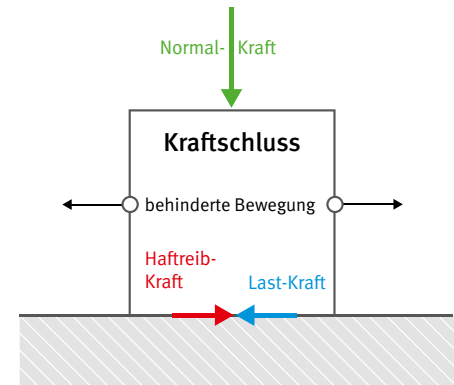 Normal- Kraft
Kraftschluss
behinderte Bewegung
Haftreib-
Kraft
Last-Kraft